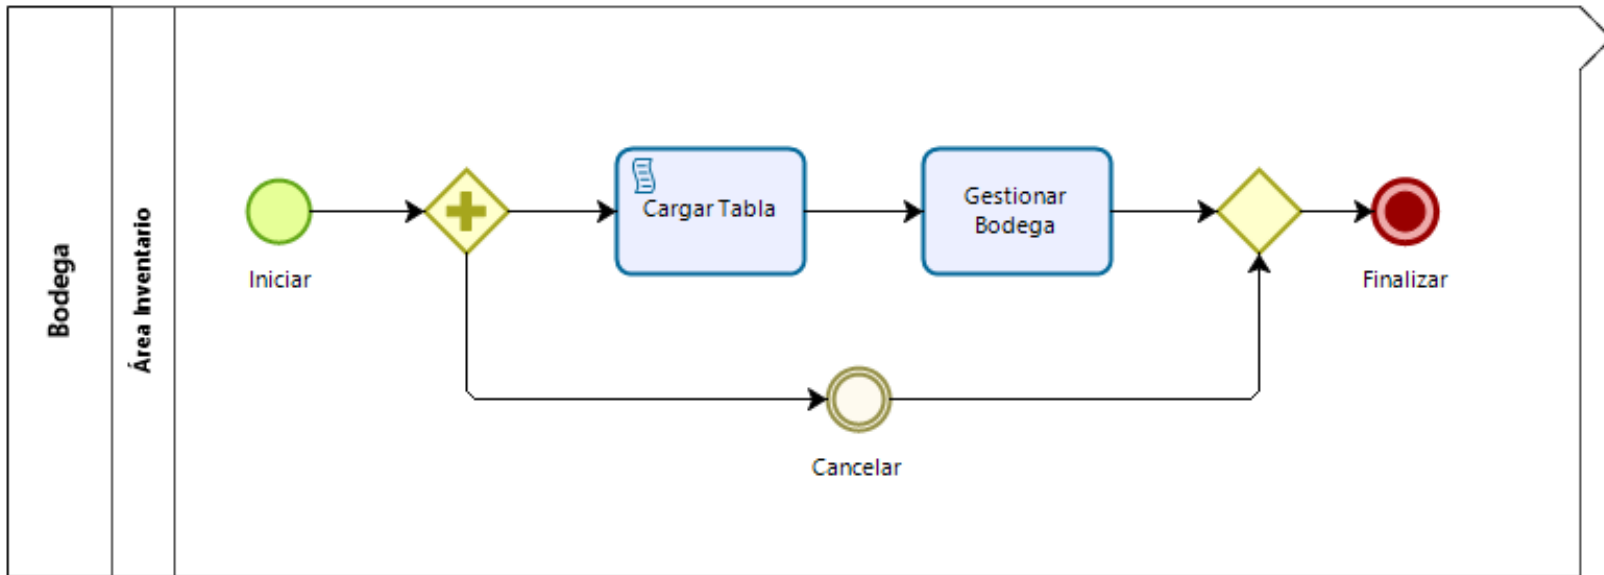 Bodega
Área Inventario
Iniciar
Cargar Tabla
Gestionar
Bodega
Finalizar
Cancelar